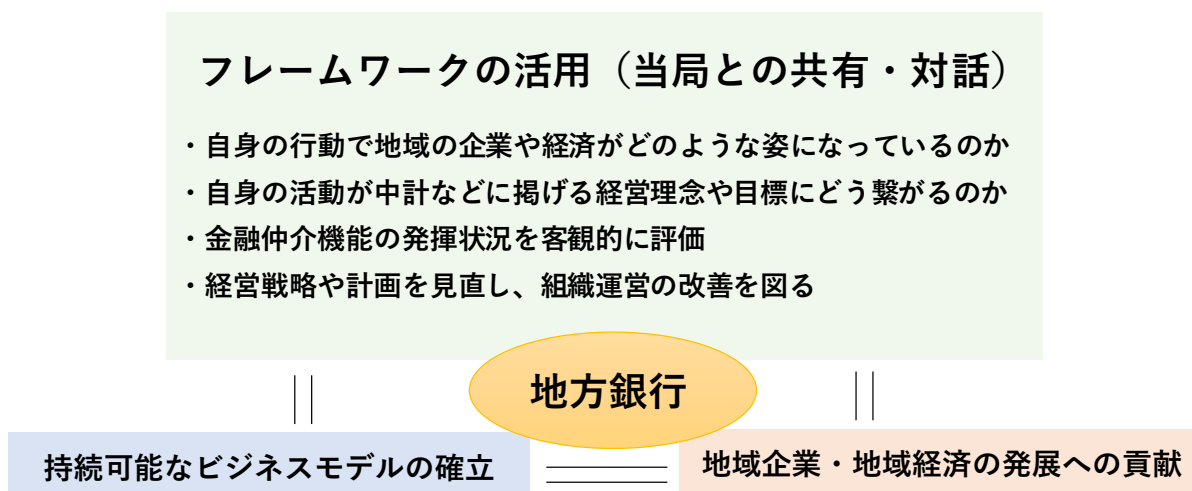 フレームワークの活用（当局との共有・対話）
・自身の行動で地域の企業や経済がどのような姿になっているのか
・自身の活動が中計などに掲げる経営理念や目標にどう繋がるのか
・金融仲介機能の発揮状況を客観的に評価
・経営戦略や計画を見直し、組織運営の改善を図る
地方銀行
持続可能なビジネスモデルの確立
地域企業・地域経済の発展への貢献